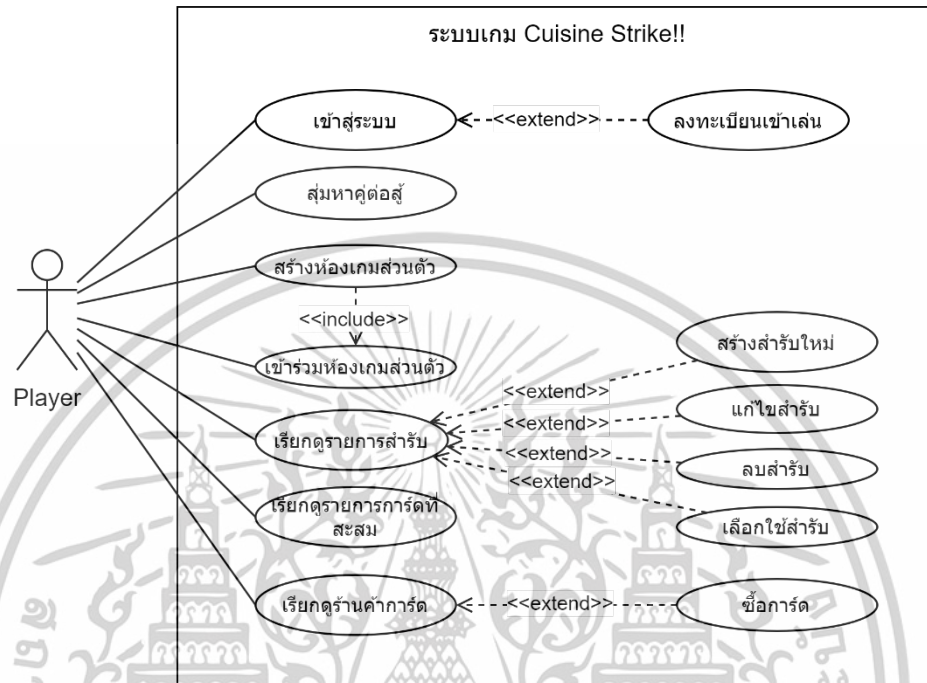 ระบบเกม Cuisine Strike!!
เข้าสู่ระบบ
<<extend>>
ลงทะเบียนเข้าเล่น
สุ่มหาคู่ต่อสู้
สร้างห้องเกมส่วนตัว
<<include>>
เข้าร่วมห้องเกมส่วนตัว
Player
เรียกดูรายการสำรับ
<<extend>>
สร้างสำรับใหม่
<<extend>>
แก้ไขสำรับ
<<extend>>
ลบสำรับ
<<extend>>
เลือกใช้สำรับ
เรียกดูรายการการ์ดที่
สะสม
เรียกดูร้านค้าการ์ด
<<extend>>
ซื้อการ์ด